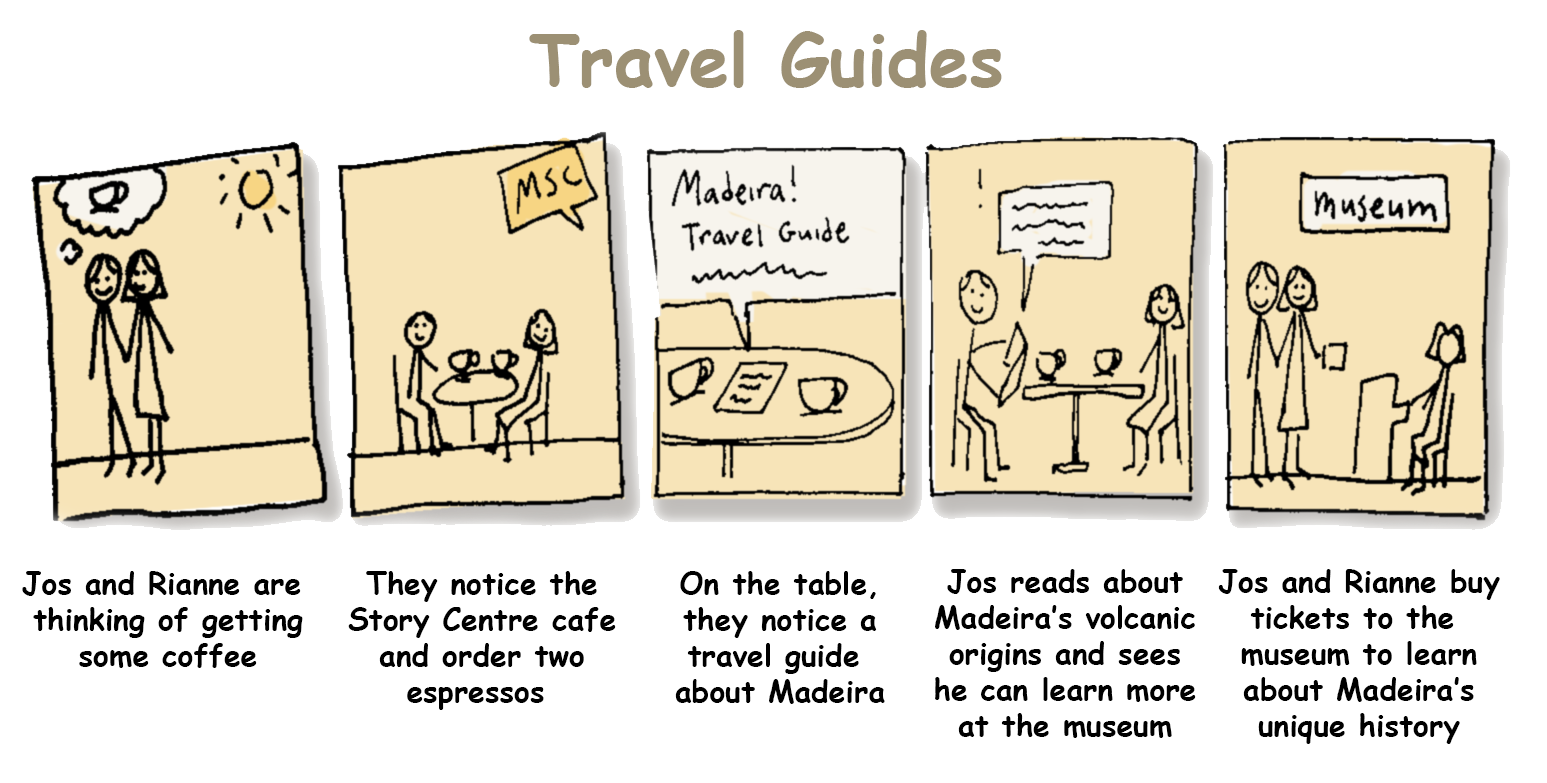 Travel Guides
MSC
Madeira!
Travel Guide
museum
Jos and Rianne are
thinking of getting
some coffee
They notice the
Story Centre cafe
and order two
espressos
On the table,
they notice a
travel guide
about Madeira
Jos reads about
Madeira's volcanic
origins and sees
he can learn more
at the museum
Jos and Rianne buy
tickets to the
museum to learn
about Madeira's
unique history